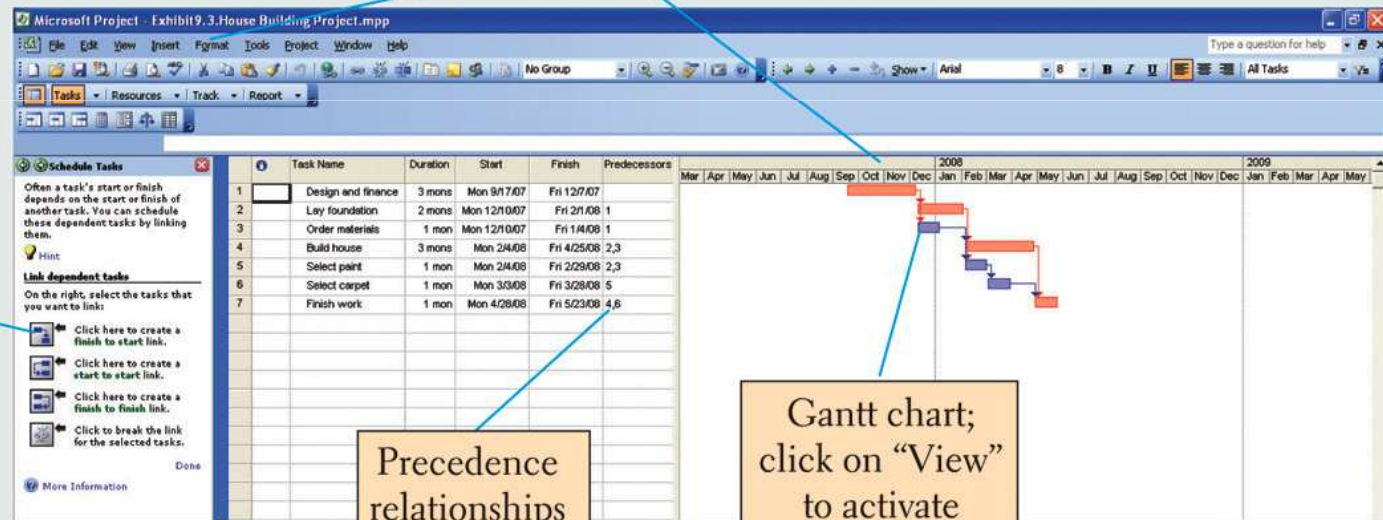 Microsoft Project - Exhibit9.3.House Building Project.mpp
File Edit View Insert Format Tools Project Window Help
Type a question for help
No Group
Show
Arial
8
B I U
All Tasks
Tasks Resources Track Report
Schedule Tasks
Often a task's start or finish
depends on the start or finish of
another task. You can schedule
these dependent tasks by linking
them.
Hint
Link dependent tasks
On the right, select the tasks that
you want to link:
Click here to create a
finish to start link.
Click here to create a
start to start link.
Click here to create a
finish to finish link.
Click to break the link
for the selected tasks.
Done
More Information
Task Name Duration Start Finish Predecessors
1 Design and finance 3 mons Mon 9/17/07 Fri 12/7/07
2 Lay foundation 2 mons Mon 12/10/07 Fri 2/1/08 1
3 Order materials 1 mon Mon 12/10/07 Fri 1/4/08 1
4 Build house 3 mons Mon 2/4/08 Fri 4/25/08 2,3
5 Select paint 1 mon Mon 2/4/08 Fri 2/29/08 2,3
6 Select carpet 1 mon Mon 3/3/08 Fri 3/28/08 5
7 Finish work 1 mon Mon 4/28/08 Fri 5/23/08 4,6
2008 2009
Mar Apr May Jun Jul Aug Sep Oct Nov Dec Jan Feb Mar Apr May Jun Jul Aug Sep Oct Nov Dec Jan Feb Mar Apr May
Precedence
relationships
Gantt chart;
click on “View”
to activate